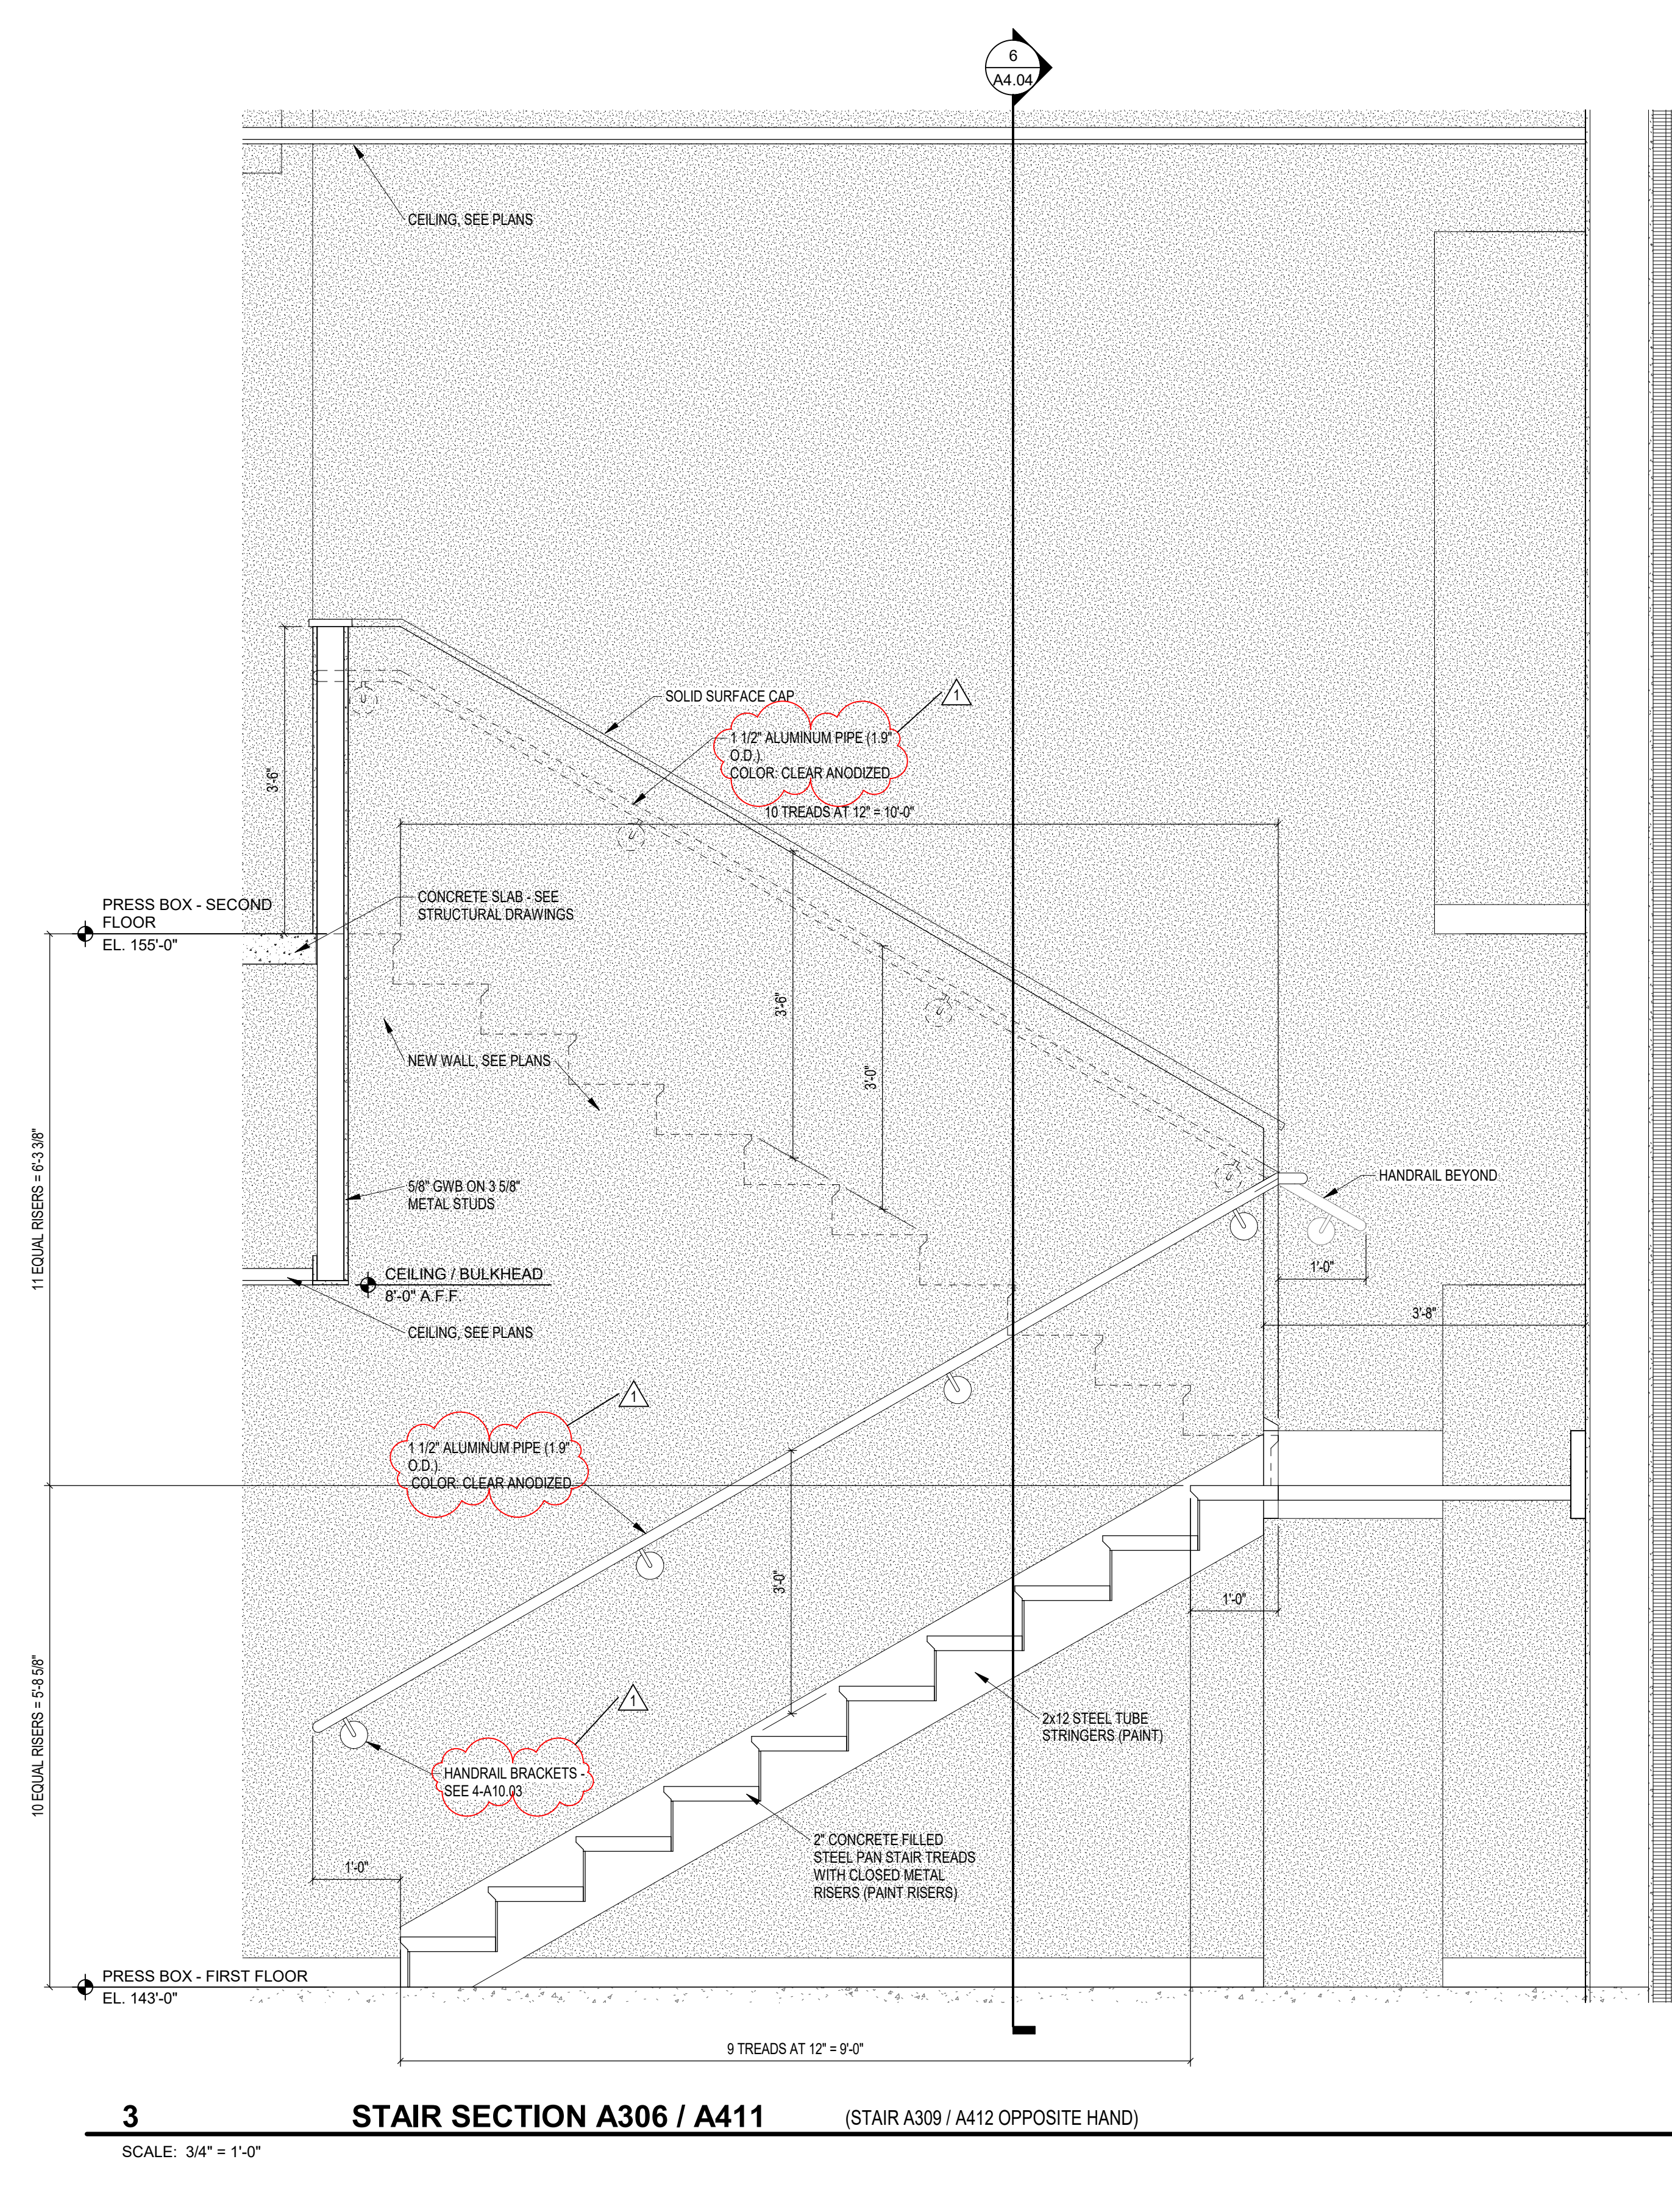 6
A4.04
CEILING, SEE PLANS
SOLID SURFACE CAP
1
1 1/2" ALUMINUM PIPE (1.9"
O.D.)
COLOR: CLEAR ANODIZED
3'-6"
10 TREADS AT 12" = 10'-0"
PRESS BOX - SECOND
FLOOR
EL. 155'-0"
CONCRETE SLAB - SEE
STRUCTURAL DRAWINGS
3'-6"
3'-0"
NEW WALL, SEE PLANS
11 EQUAL RISERS = 6'-3 3/8"
5/8" GWB ON 3 5/8"
METAL STUDS
HANDRAIL BEYOND
1'-0"
CEILING / BULKHEAD
8'-0" A.F.F.
3'-8"
CEILING, SEE PLANS
1
1 1/2" ALUMINUM PIPE (1.9"
O.D.)
COLOR: CLEAR ANODIZED
3'-0"
1'-0"
10 EQUAL RISERS = 5'-8 5/8"
1
2x12 STEEL TUBE
STRINGERS (PAINT)
HANDRAIL BRACKETS -
SEE 4-A10.03
2" CONCRETE FILLED
STEEL PAN STAIR TREADS
WITH CLOSED METAL
RISERS (PAINT RISERS)
1'-0"
PRESS BOX - FIRST FLOOR
EL. 143'-0"
9 TREADS AT 12" = 9'-0"
3
STAIR SECTION A306 / A411
(STAIR A309 / A412 OPPOSITE HAND)
SCALE: 3/4" = 1'-0"